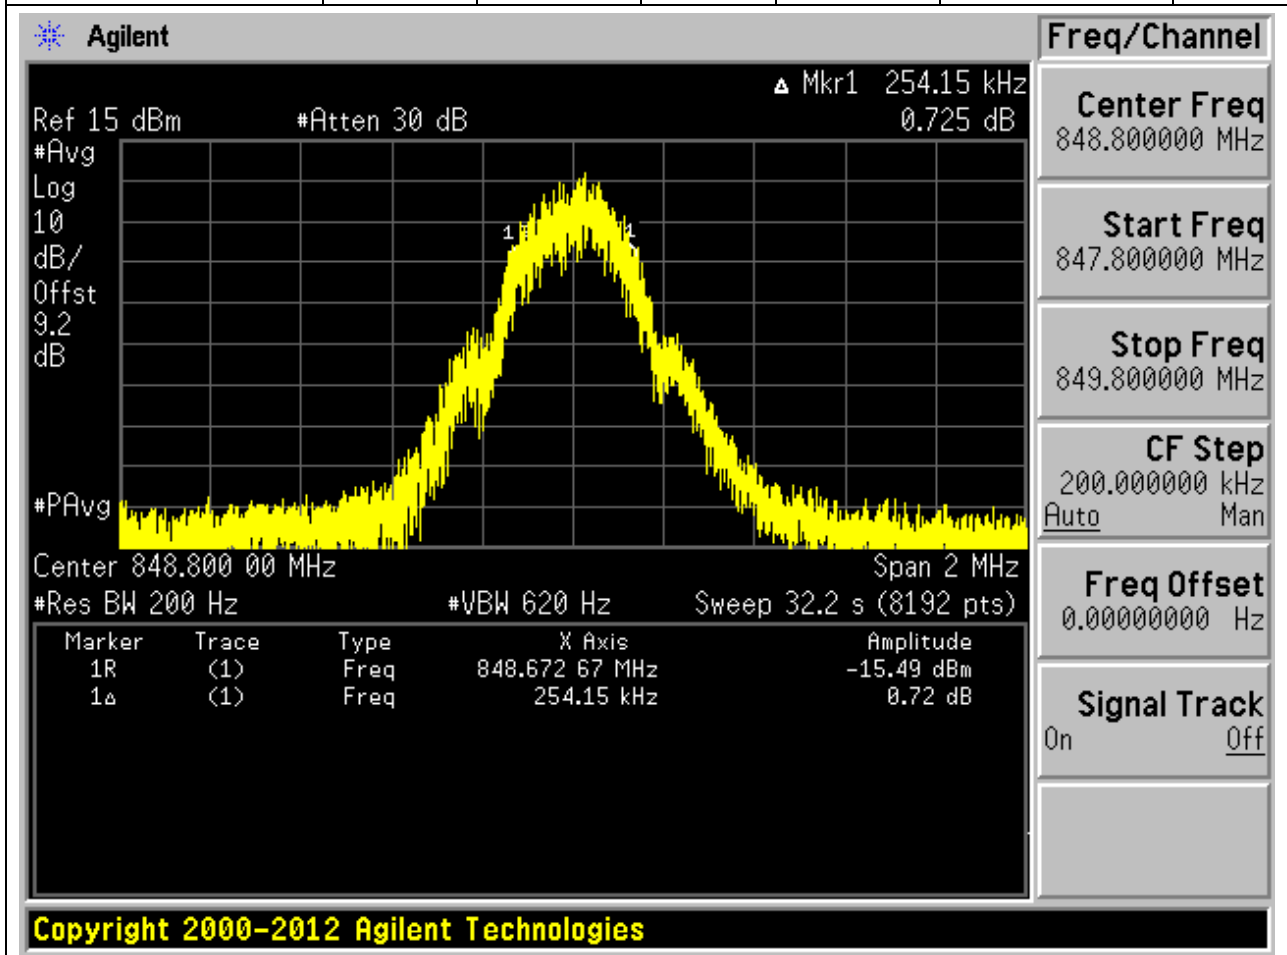 Agilent
Freq/Channel
Δ Mkr1 254.15 kHz
Ref 15 dBm #Atten 30 dB 0.725 dB
#Avg
Log
10
dB/
Offst
9.2
dB
1R
1
#PAvg
Center 848.800 00 MHz Span 2 MHz
#Res BW 200 Hz #VBW 620 Hz Sweep 32.2 s (8192 pts)
Marker Trace Type X Axis Amplitude
1R (1) Freq 848.672 67 MHz -15.49 dBm
1Δ (1) Freq 254.15 kHz 0.72 dB
Center Freq
848.800000 MHz
Start Freq
847.800000 MHz
Stop Freq
849.800000 MHz
CF Step
200.000000 kHz
Auto Man
Freq Offset
0.00000000 Hz
Signal Track
On Off
Copyright 2000-2012 Agilent Technologies